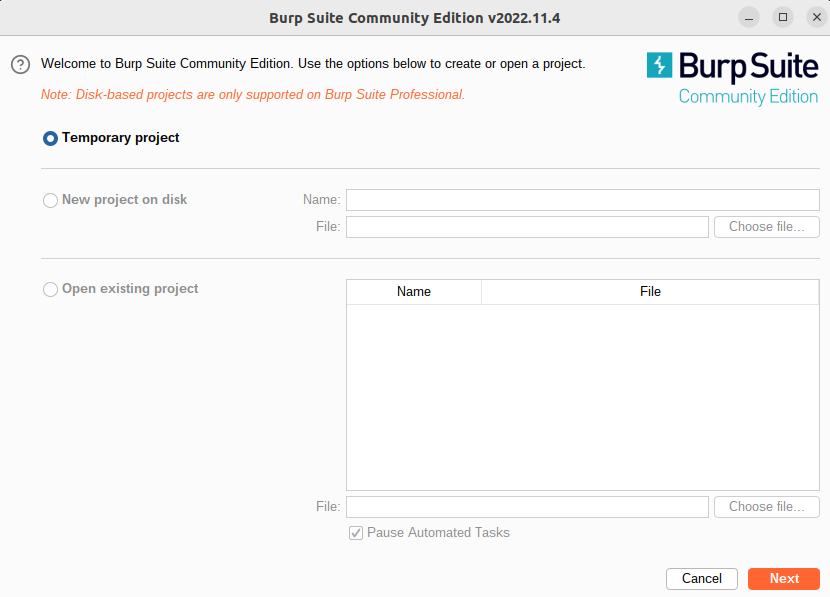 Burp Suite Community Edition v2022.11.4
Welcome to Burp Suite Community Edition. Use the options below to create or open a project.
Burp Suite
Community Edition
Note: Disk-based projects are only supported on Burp Suite Professional.
Temporary project
New project on disk
Name:
File:
Choose file...
Open existing project
Name
File
File:
Choose file...
Pause Automated Tasks
Cancel
Next